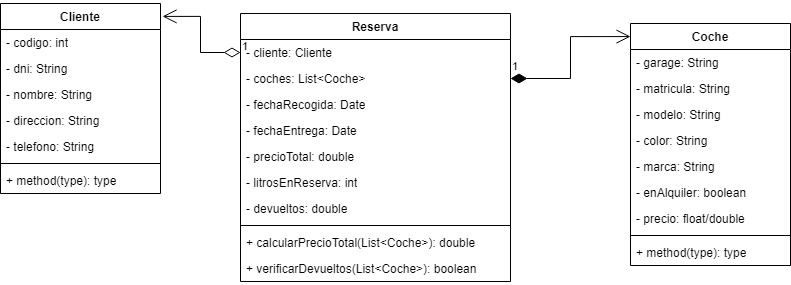 Cliente
- codigo: int
- dni: String
- nombre: String
- direccion: String
- telefono: String
+ method(type): type
Reserva
1
- cliente: Cliente
- coches: List<Coche>
- fechaRecogida: Date
- fechaEntrega: Date
- precioTotal: double
- litrosEnReserva: int
- devueltos: double
+ calcularPrecioTotal(List<Coche>): double
+ verificarDevueltos(List<Coche>): boolean
1
Coche
- garage: String
- matricula: String
- modelo: String
- color: String
- marca: String
- enAlquiler: boolean
- precio: float/double
+ method(type): type